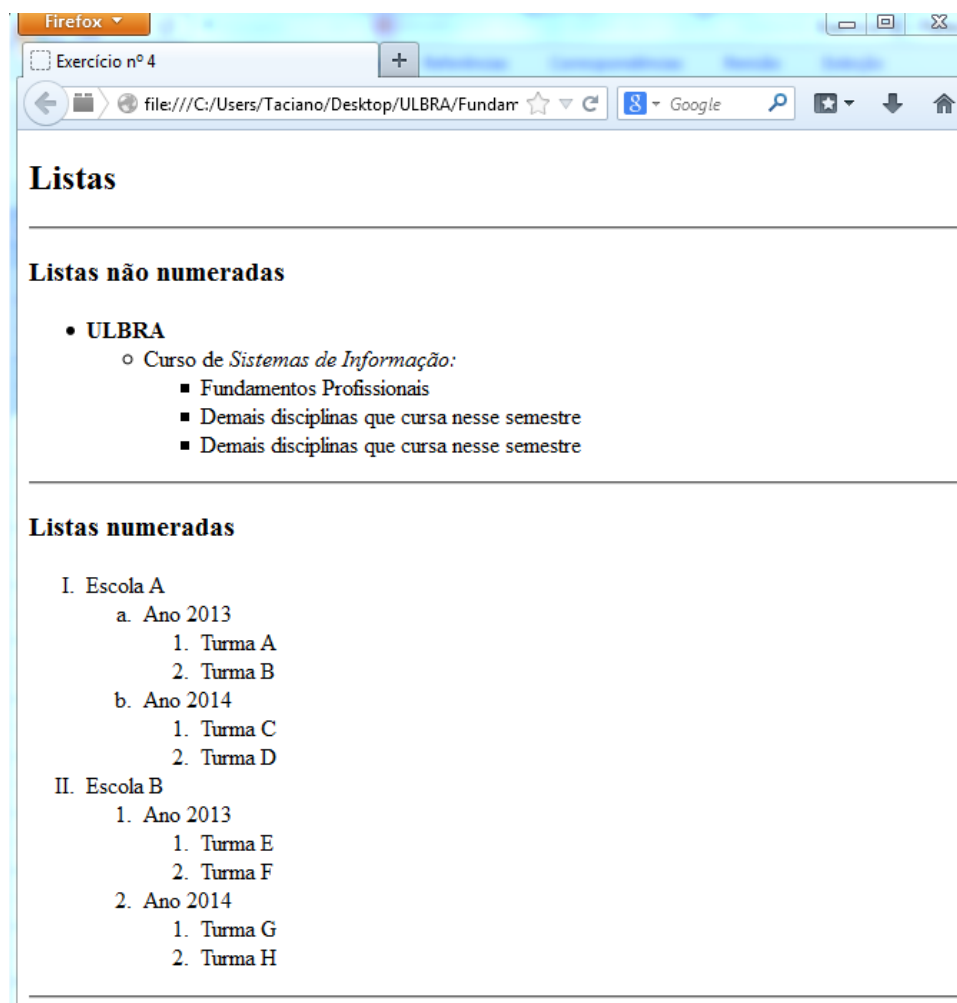 Firefox
Exercício nº 4
+
file:///C:/Users/Taciano/Desktop/ULBRA/Fundam
8 Google
Listas
Listas não numeradas
ULBRA
Curso de Sistemas de Informação:
Fundamentos Profissionais
Demais disciplinas que cursa nesse semestre
Demais disciplinas que cursa nesse semestre
Listas numeradas
I. Escola A
a. Ano 2013
1. Turma A
2. Turma B
b. Ano 2014
1. Turma C
2. Turma D
II. Escola B
1. Ano 2013
1. Turma E
2. Turma F
2. Ano 2014
1. Turma G
2. Turma H